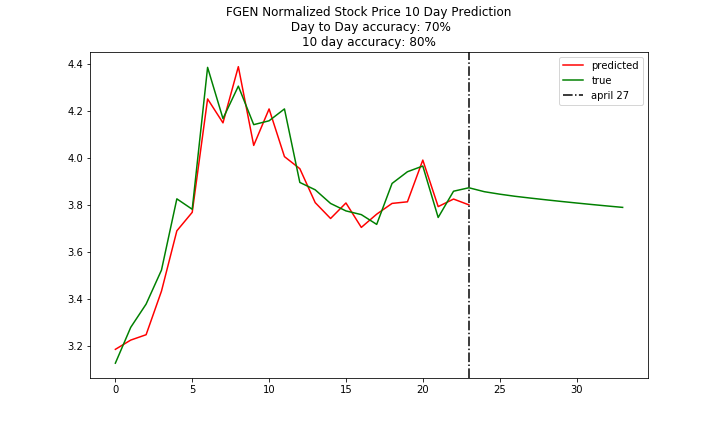 FGEN Normalized Stock Price 10 Day Prediction
Day to Day accuracy: 70%
10 day accuracy: 80%
predicted
true
april 27
4.4
4.2
4.0
3.8
3.6
3.4
3.2
0 5 10 15 20 25 30